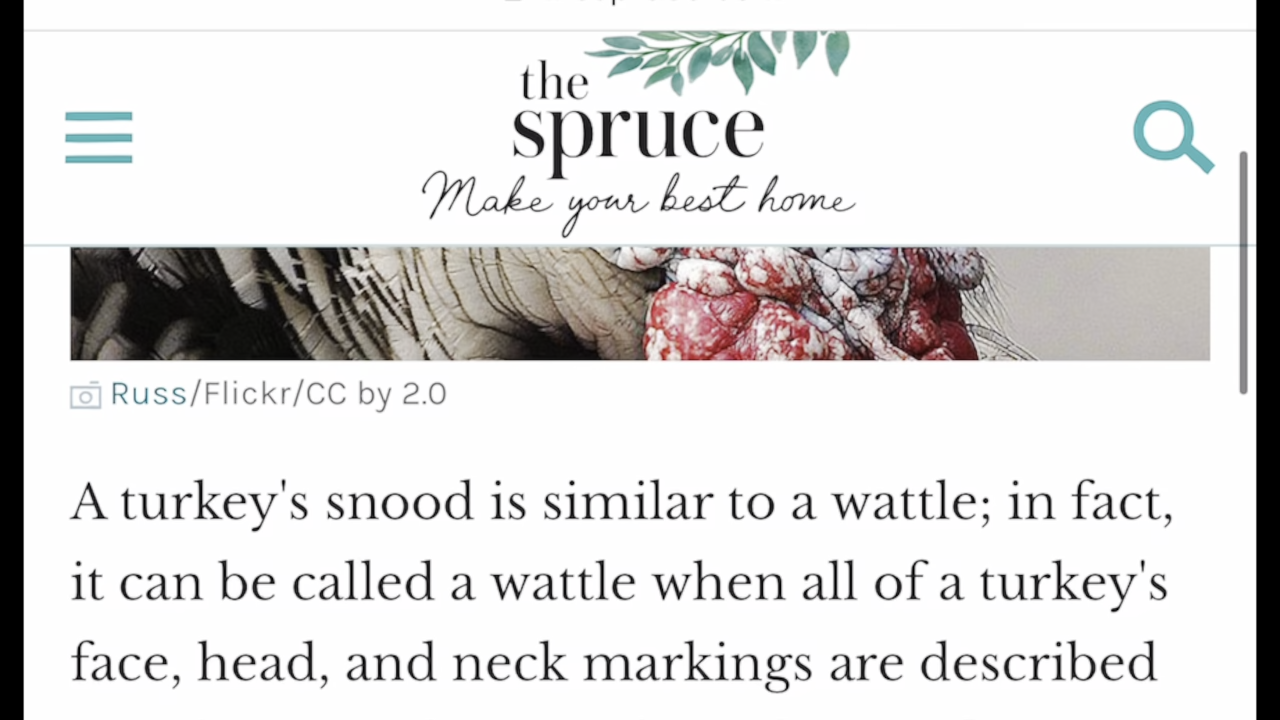 the
spruce
Make your best home
Russ/Flickr/CC by 2.0
A turkey's snood is similar to a wattle; in fact,
it can be called a wattle when all of a turkey's
face, head, and neck markings are described